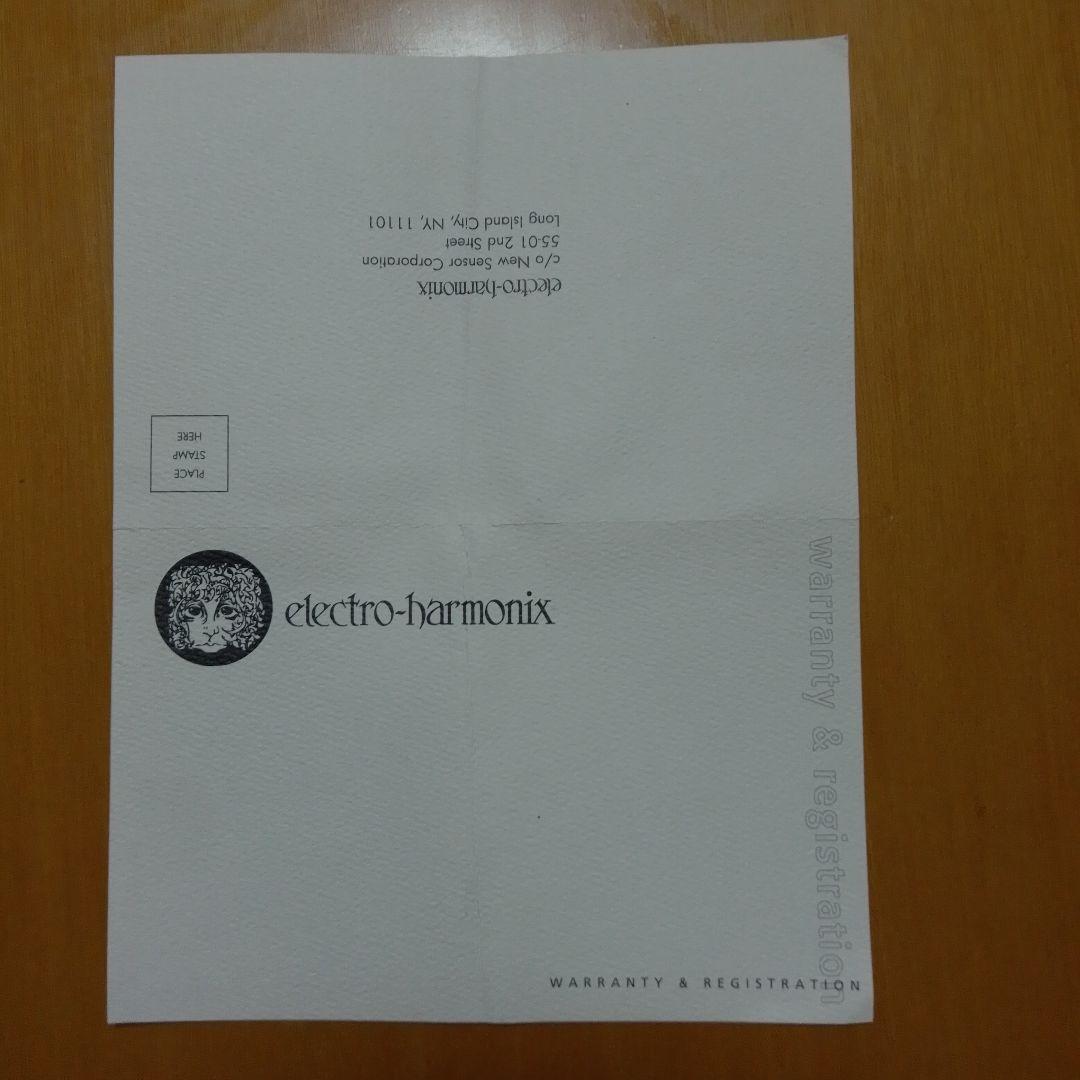 electro-harmonix
c/o New Sensor Corporation
55-01 2nd Street
Long Island City, NY, 11101
PLACE
STAMP
HERE
electro-harmonix
warranty & registration
WARRANTY & REGISTRATION